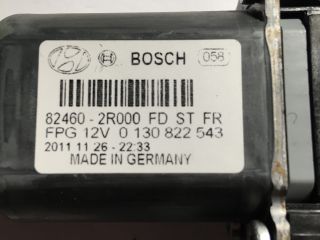 BOSCH 058
82460 - 2R000 FD ST FR
FPG 12V 0 130 822 543
2011 11 26 - 22:33
MADE IN GERMANY